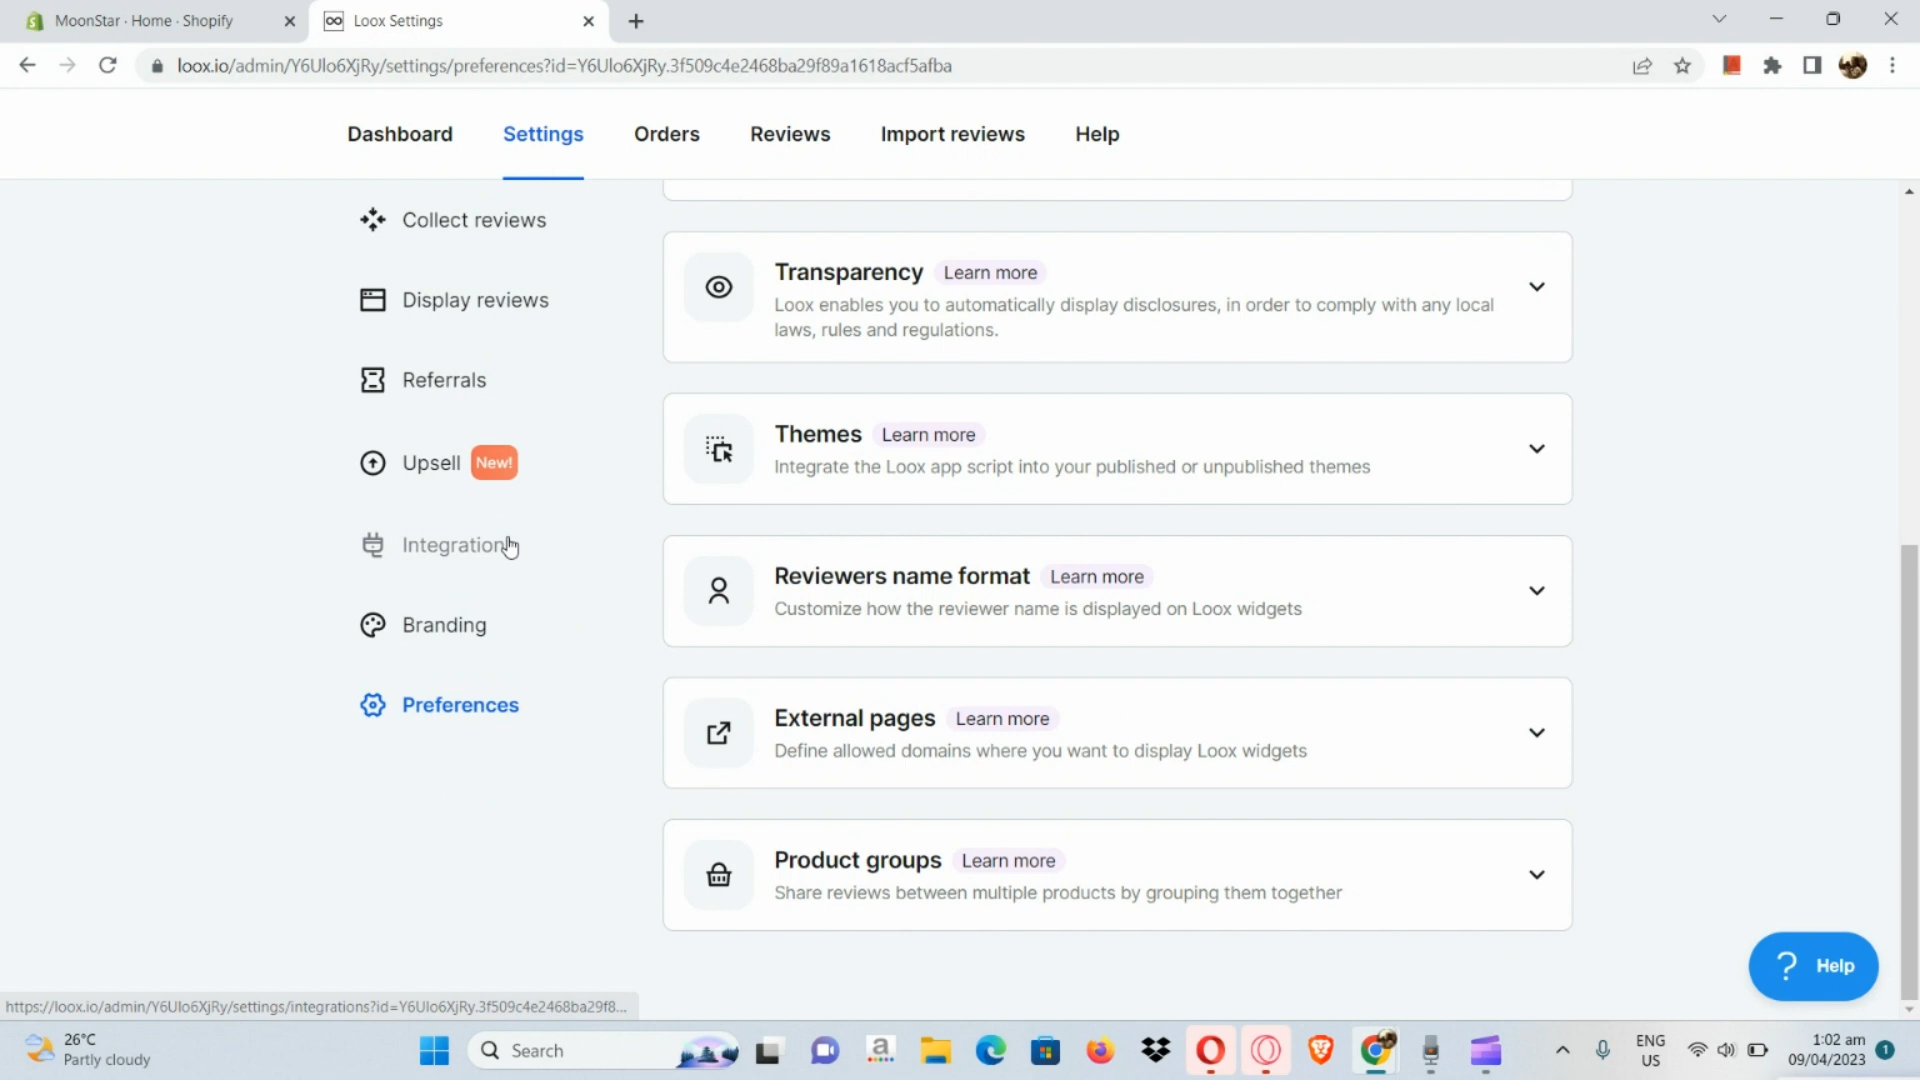 MoonStar · Home · Shopify
Loox Settings
loox.io/admin/Y6Ulo6XjRy/settings/preferences?id=Y6Ulo6XjRy.3f509c4e2468ba29f89a1618acf5afba
Dashboard
Settings
Orders
Reviews
Import reviews
Help
Collect reviews
Display reviews
Referrals
Upsell New!
Integration
Branding
Preferences
Transparency Learn more
Loox enables you to automatically display disclosures, in order to comply with any local
laws, rules and regulations.
Themes Learn more
Integrate the Loox app script into your published or unpublished themes
Reviewers name format Learn more
Customize how the reviewer name is displayed on Loox widgets
External pages Learn more
Define allowed domains where you want to display Loox widgets
Product groups Learn more
Share reviews between multiple products by grouping them together
? Help
https://loox.io/admin/Y6Ulo6XjRy/settings/integrations?id=Y6Ulo6XjRy.3f509c4e2468ba29f8...
26°C
Partly cloudy
Search
a
ENG
US
1:02 am
09/04/2023
1